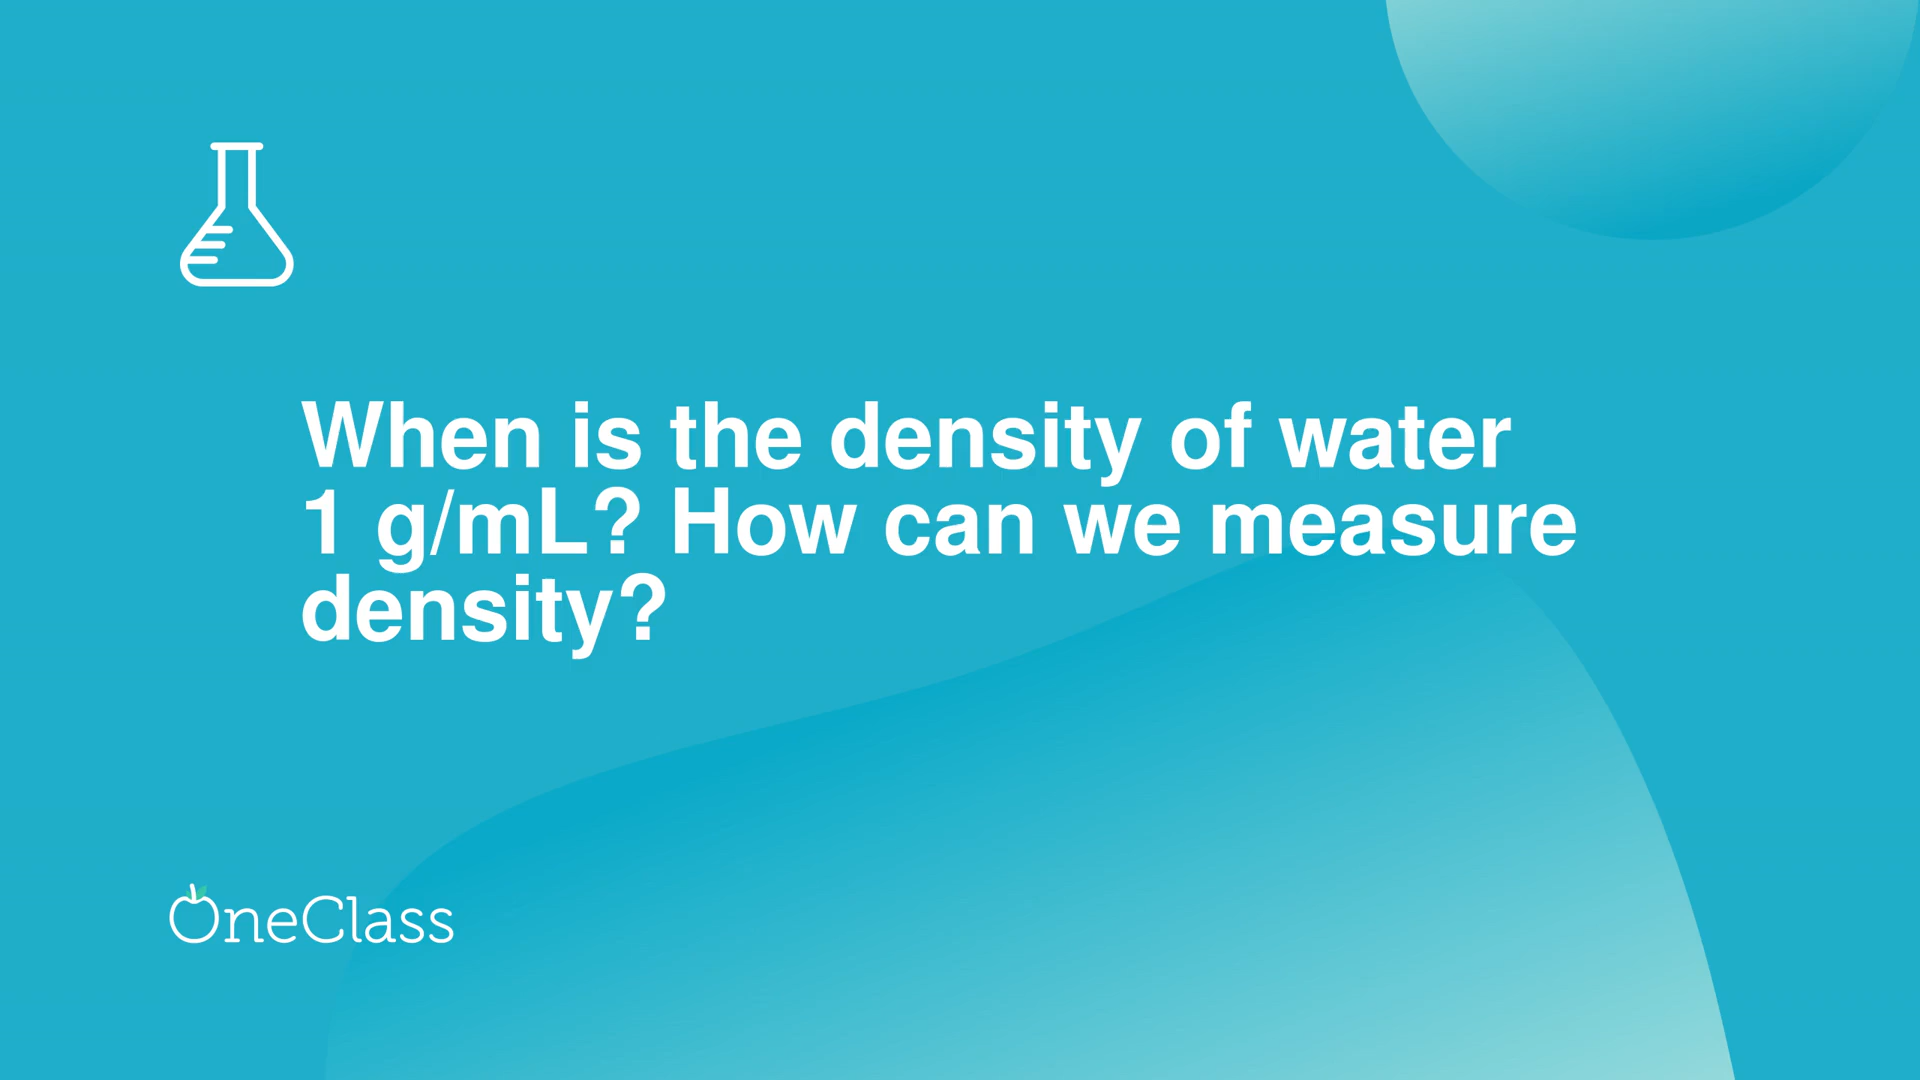 When is the density of water
1 g/mL? How can we measure
density?
OneClass